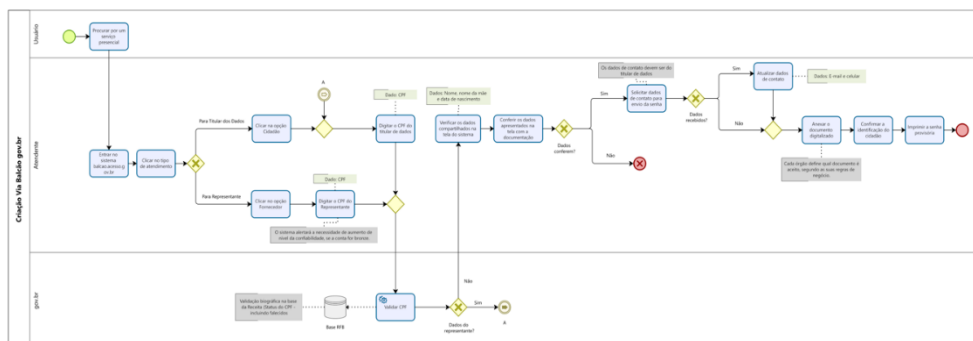 Criação Via Balcão gov.br
Usuário
Procurar por um
serviço
presencial
Atendente
Entrar no
sistema
balcao.acesso.g
ov.br
Clicar no tipo
de atendimento
Para Titular dos Dados
Clicar na opção
Cidadão
A
Dado: CPF
Digitar o CPF do
titular de dados
Para Representante
Clicar na opção
Fornecedor
Dado: CPF
Digitar o CPF do
Representante
O sistema alertará a necessidade do aumento de
nível da confiabilidade, se a conta for bronze
Dados: Nome, nome da mãe
e data de nascimento
Verificar os dados
compartilhados na
tela do sistema
Conferir os dados
apresentados na
tela com a
documentação
Dados
conferem?
Sim
Não
Os dados de contato devem ser do
titular de dados
Solicitar dados
de contato para
envio da senha
Dados
recebidos?
Sim
Não
Atualizar dados
de contato
Dados: E-mail e celular
Anexar o
documento
digitalizado
Cada órgão define qual documento é
aceito, segundo as suas regras de
negócio
Confirmar a
identificação do
cidadão
Imprimir a senha
provisória
gov.br
Validação biográfica na base
da Receita (Status do CPF -
incluindo falecidos)
Base RFB
Validar CPF
Não
Sim
Dados do
representante?
A